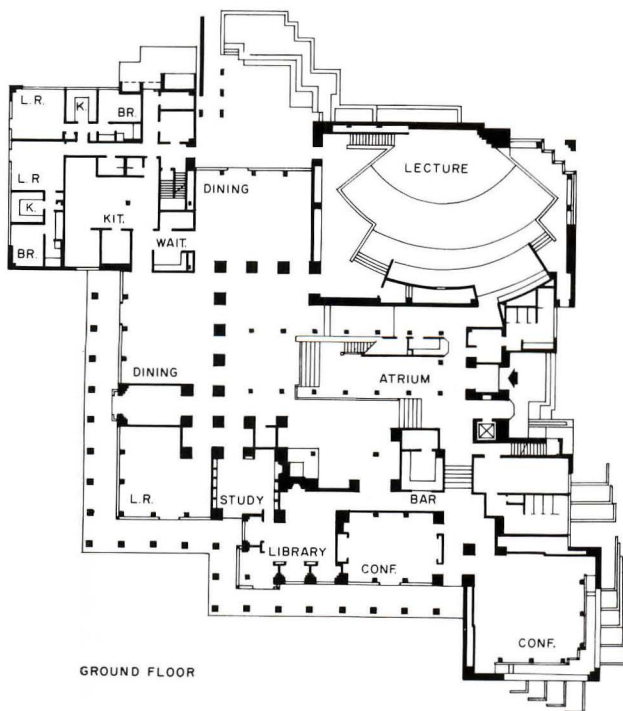 L.R.
K.
BR.
LECTURE
L.R
DINING
K.
KIT.
WAIT.
BR.
DINING
ATRIUM
L.R.
STUDY
BAR
LIBRARY
CONF.
CONF.
GROUND FLOOR